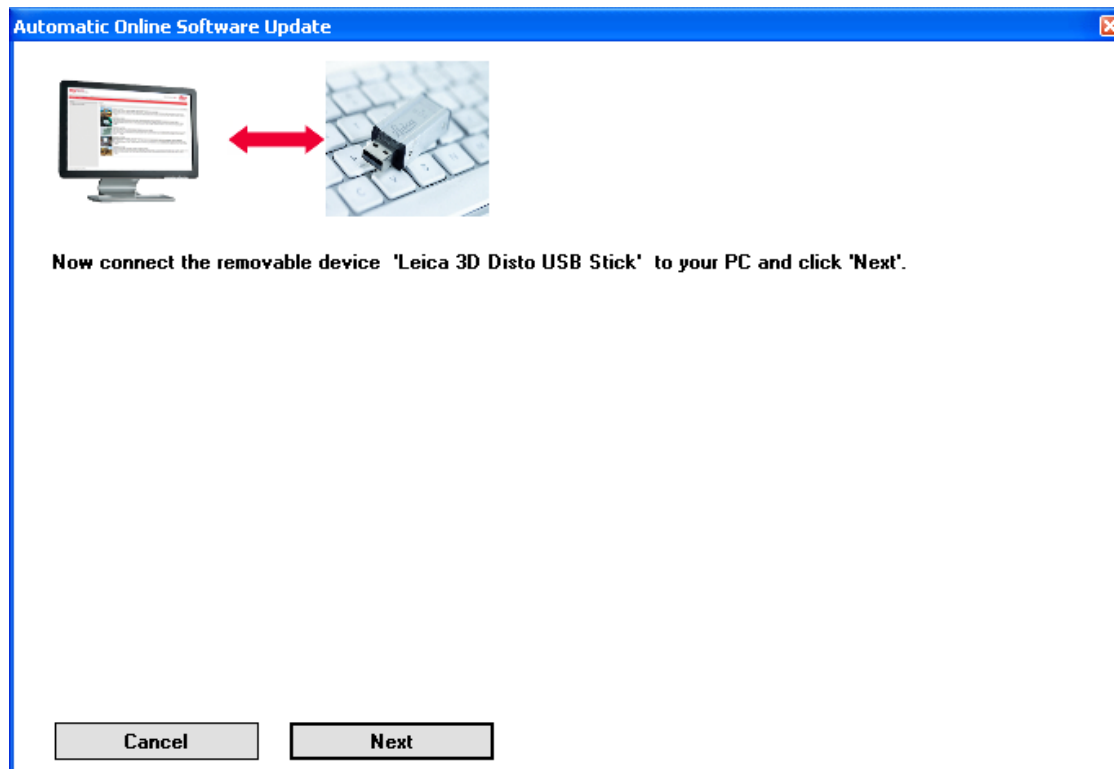 Automatic Online Software Update
Now connect the removable device 'Leica 3D Disto USB Stick' to your PC and click 'Next'.
Cancel
Next